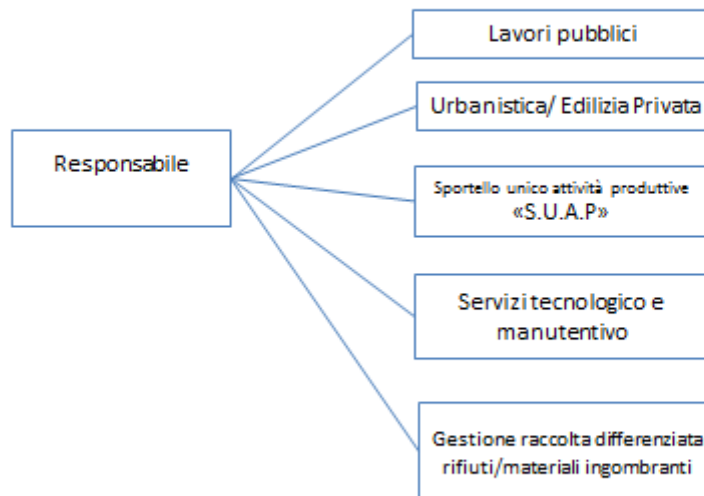 Lavori pubblici
Urbanistica/ Edilizia Privata
Responsabile
Sportello unico attività produttive
«S.U.A.P»
Servizi tecnologico e
manutentivo
Gestione raccolta differenziata
rifiuti/materiali ingombranti